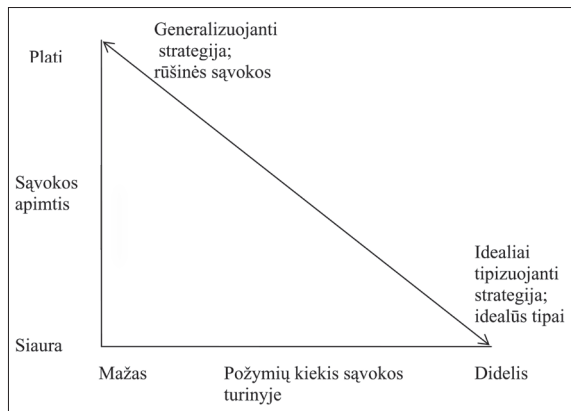 Generalizuojanti
strategija;
rūšinės sąvokos
Plati
Sąvokos
apimtis
Idealiai
tipizuojanti
strategija;
idealūs tipai
Siaura
Mažas
Požymių kiekis sąvokos
turinyje
Didelis